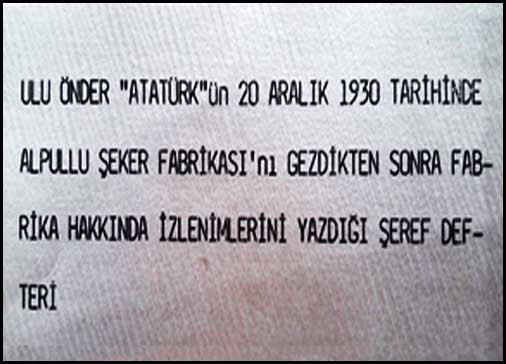 ULU ÖNDER "ATATÜRK"ün 20 ARALIK 1930 TARİHİNDE
ALPULLU ŞEKER FABRİKASI'nı GEZDİKTEN SONRA FAB-
RİKA HAKKINDA İZLENİMLERİNİ YAZDIĞI ŞEREF DEF-
TERİ